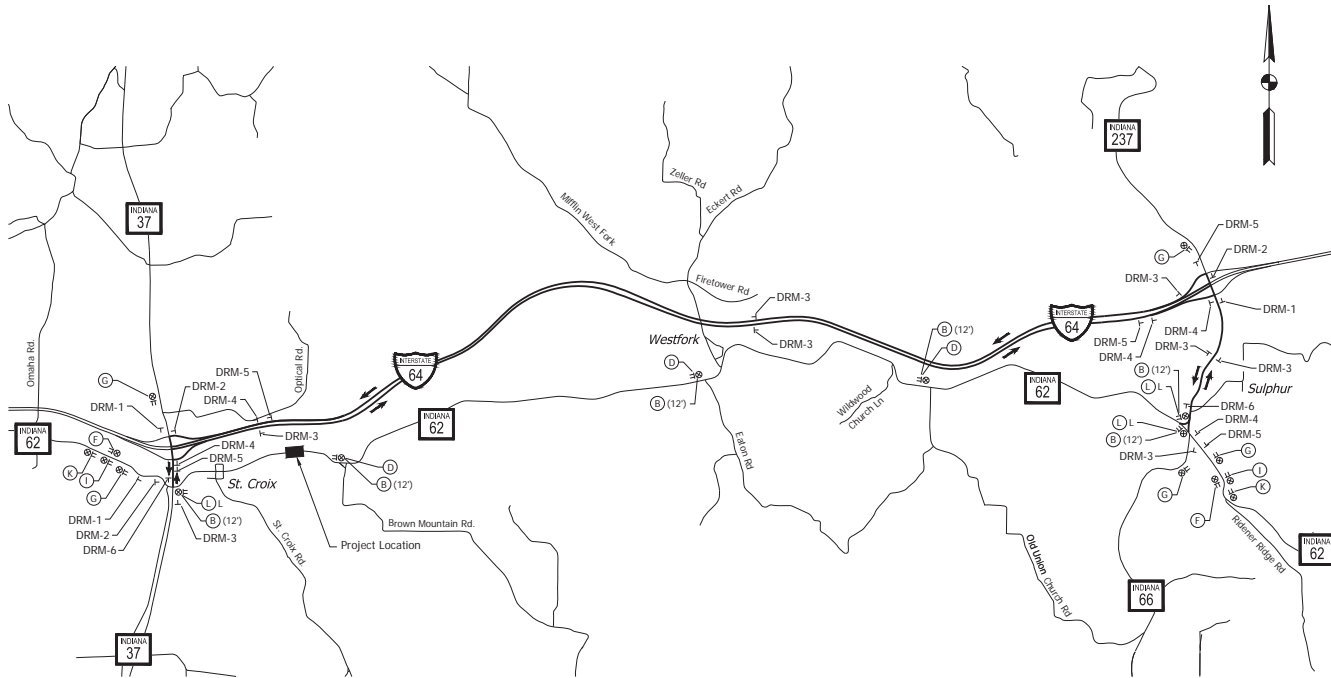 INDIANA
237
Zeller Rd
Eckert Rd
INDIANA
37
Mifflin West Fork
DRM-5
G
DRM-2
DRM-3
Firetower Rd
DRM-3
DRM-1
INTERSTATE
64
DRM-4
DRM-5
DRM-4
Omaha Rd.
Optical Rd.
Westfork
DRM-3
B (12')
D
DRM-3
DRM-3
B (12')
Sulphur
INTERSTATE
64
D
B (12')
INDIANA
62
L L
DRM-6
G
DRM-5
DRM-2
DRM-4
DRM-1
Wildwood
Church Ln
L L
DRM-4
B (12')
DRM-5
INDIANA
62
INDIANA
62
DRM-3
DRM-3
G
F
DRM-4
D
I
K
I
DRM-5
B (12')
Eaton Rd
G
K
G
St. Croix
L L
F
B (12')
DRM-1
DRM-2
DRM-6
DRM-3
St. Croix Rd.
Brown Mountain Rd.
Project Location
Old Union Church Rd
Ridener Ridge Rd
INDIANA
62
INDIANA
66
INDIANA
37